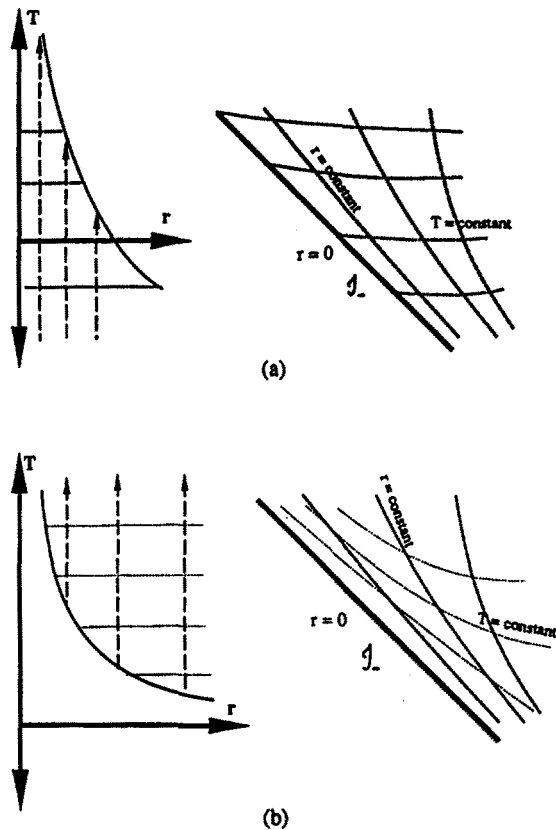 T
r
r = constant
T = constant
r = 0
𝓘₋
(a)
T
r
r = constant
T = constant
r = 0
𝓘₋
(b)